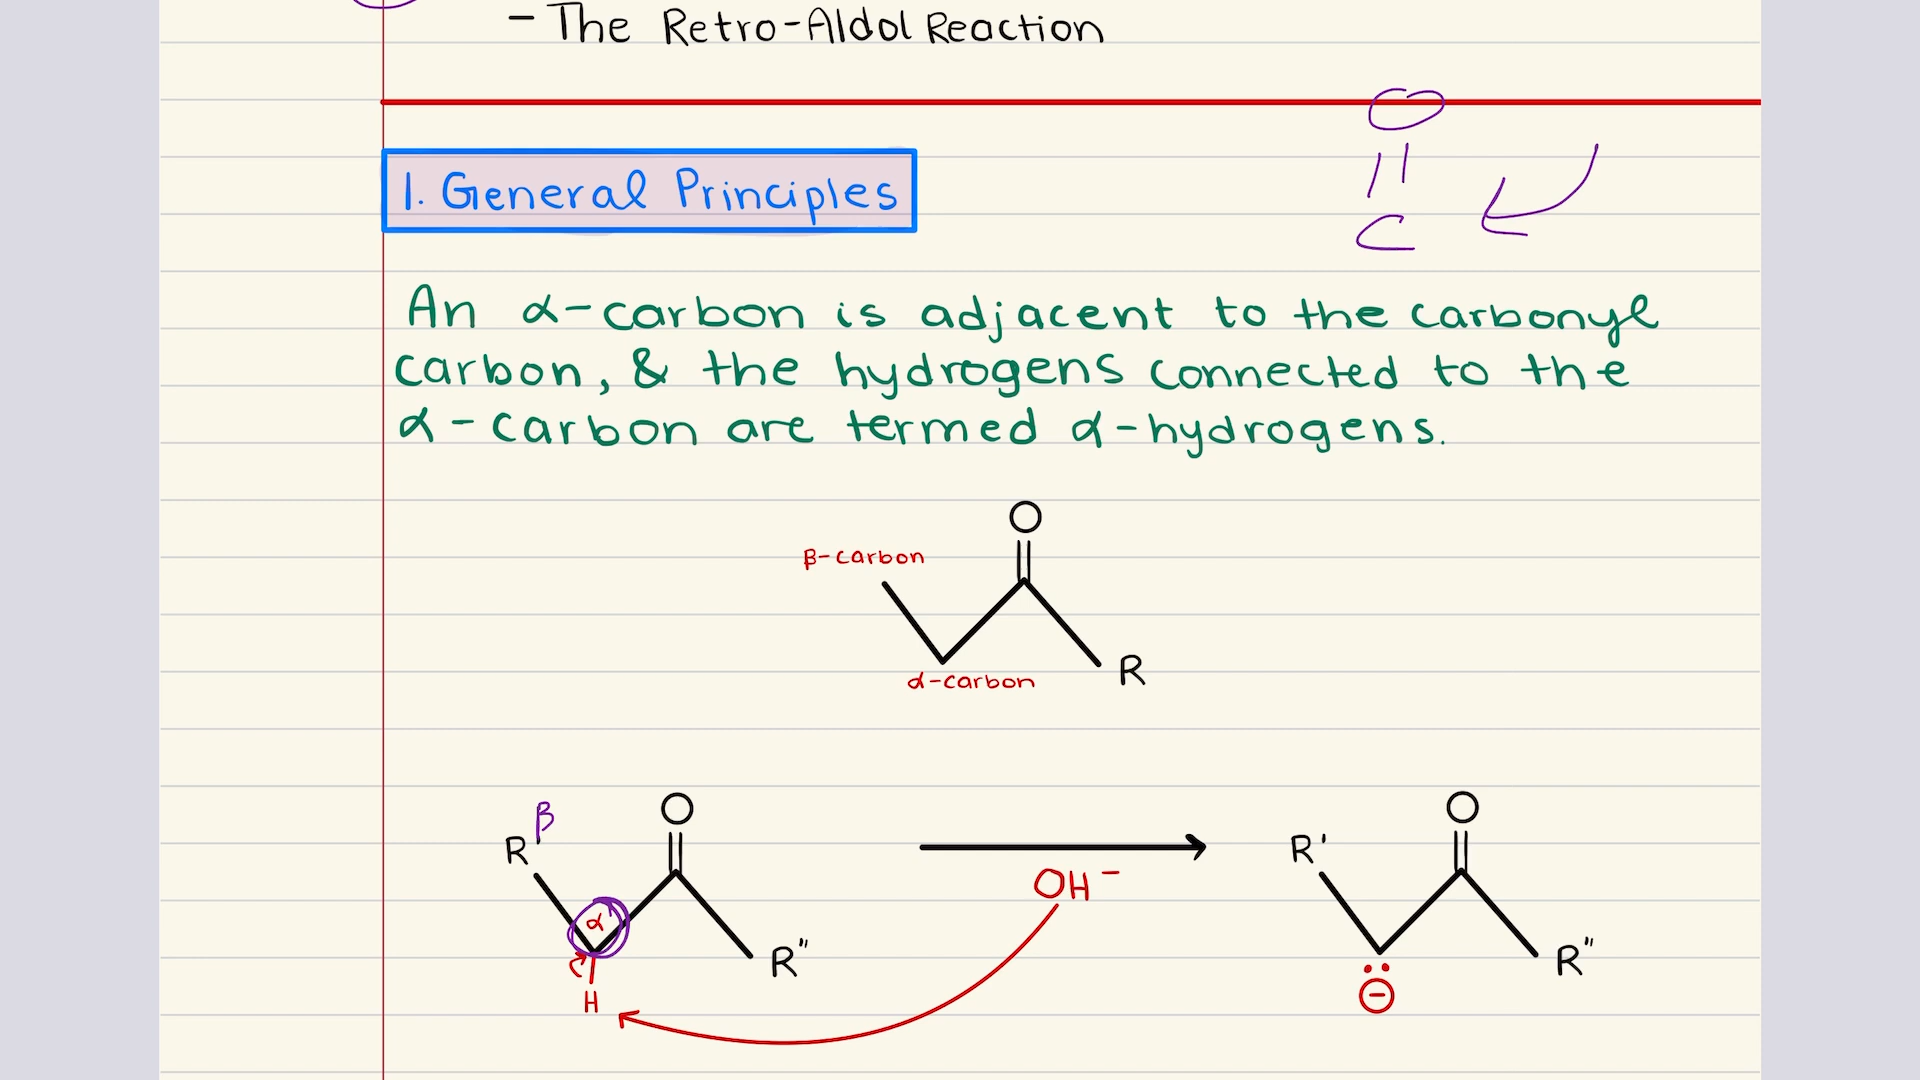 - The Retro-Aldol Reaction
O
C
1. General Principles
An α-carbon is adjacent to the carbonyl
carbon, & the hydrogens connected to the
α-carbon are termed α-hydrogens.
O
β-carbon
α-carbon
R
β
O
R
α
H
R"
OH⁻
O
R'
R"
⊖